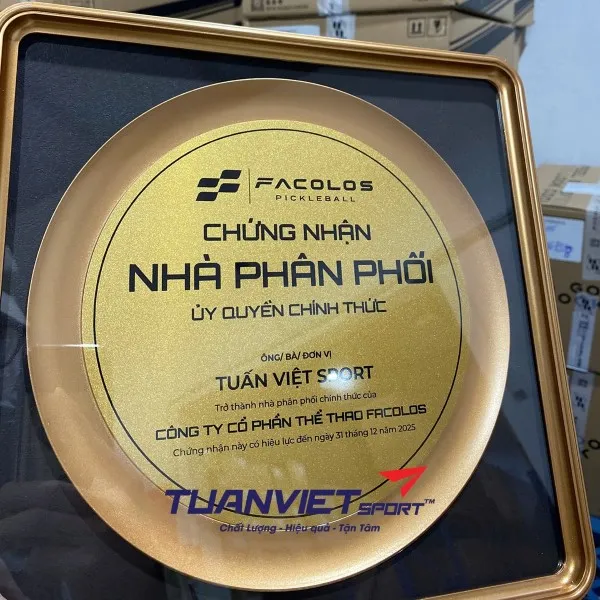 FACOLOS
PICKLEBALL
CHỨNG NHẬN
NHÀ PHÂN PHỐI
ỦY QUYỀN CHÍNH THỨC
ÔNG/ BÀ/ ĐƠN VỊ
TUẤN VIỆT SPORT
Trở thành nhà phân phối chính thức của
CÔNG TY CỔ PHẦN THỂ THAO FACOLOS
Chứng nhận này có hiệu lực đến ngày 31 tháng 12 năm 2025
TUANVIET
SPORT™
Chất Lượng - Hiệu quả - Tận Tâm